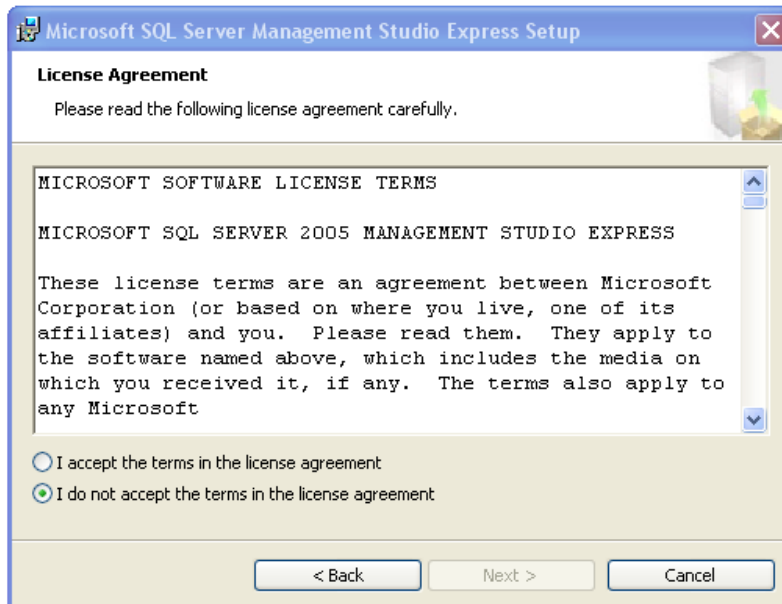 Microsoft SQL Server Management Studio Express Setup
License Agreement
Please read the following license agreement carefully.
MICROSOFT SOFTWARE LICENSE TERMS
MICROSOFT SQL SERVER 2005 MANAGEMENT STUDIO EXPRESS
These license terms are an agreement between Microsoft
Corporation (or based on where you live, one of its
affiliates) and you.  Please read them.  They apply to
the software named above, which includes the media on
which you received it, if any.  The terms also apply to
any Microsoft
I accept the terms in the license agreement
I do not accept the terms in the license agreement
< Back
Next >
Cancel